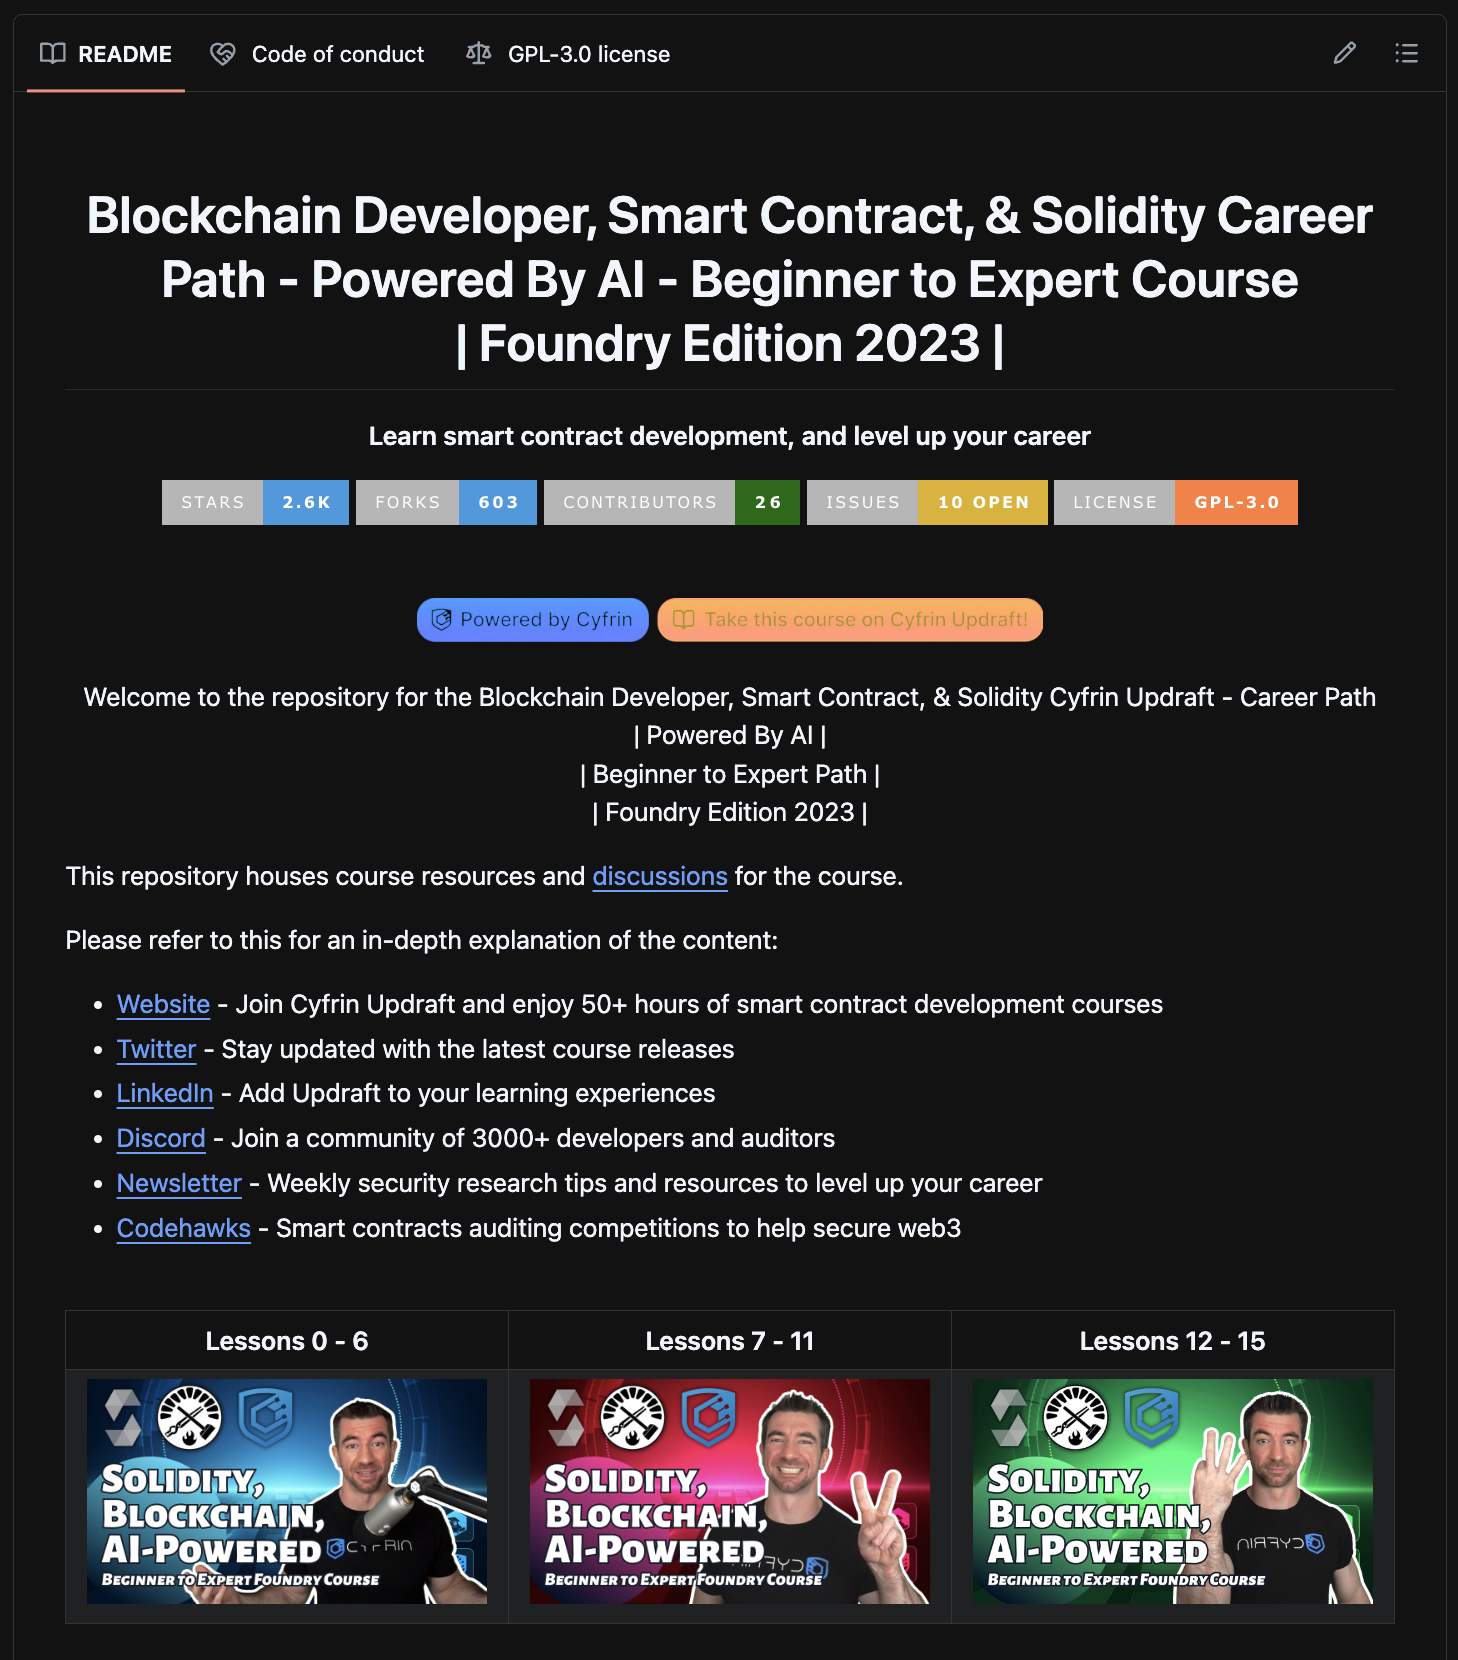 README
Code of conduct
GPL-3.0 license
Blockchain Developer, Smart Contract, & Solidity Career
Path - Powered By AI - Beginner to Expert Course
| Foundry Edition 2023 |
Learn smart contract development, and level up your career
STARS 2.6K
FORKS 603
CONTRIBUTORS 26
ISSUES 10 OPEN
LICENSE GPL-3.0
Powered by Cyfrin
Take this course on Cyfrin Updraft!
Welcome to the repository for the Blockchain Developer, Smart Contract, & Solidity Cyfrin Updraft - Career Path
| Powered By AI |
| Beginner to Expert Path |
| Foundry Edition 2023 |
This repository houses course resources and discussions for the course.
Please refer to this for an in-depth explanation of the content:
• Website - Join Cyfrin Updraft and enjoy 50+ hours of smart contract development courses
• Twitter - Stay updated with the latest course releases
• LinkedIn - Add Updraft to your learning experiences
• Discord - Join a community of 3000+ developers and auditors
• Newsletter - Weekly security research tips and resources to level up your career
• Codehawks - Smart contracts auditing competitions to help secure web3
Lessons 0 - 6
Lessons 7 - 11
Lessons 12 - 15
Solidity,
Blockchain,
AI-Powered
Beginner to Expert Foundry Course
CYFRIN
Solidity,
Blockchain,
AI-Powered
Beginner to Expert Foundry Course
CYFRIN
Solidity,
Blockchain,
AI-Powered
Beginner to Expert Foundry Course
CYFRIN